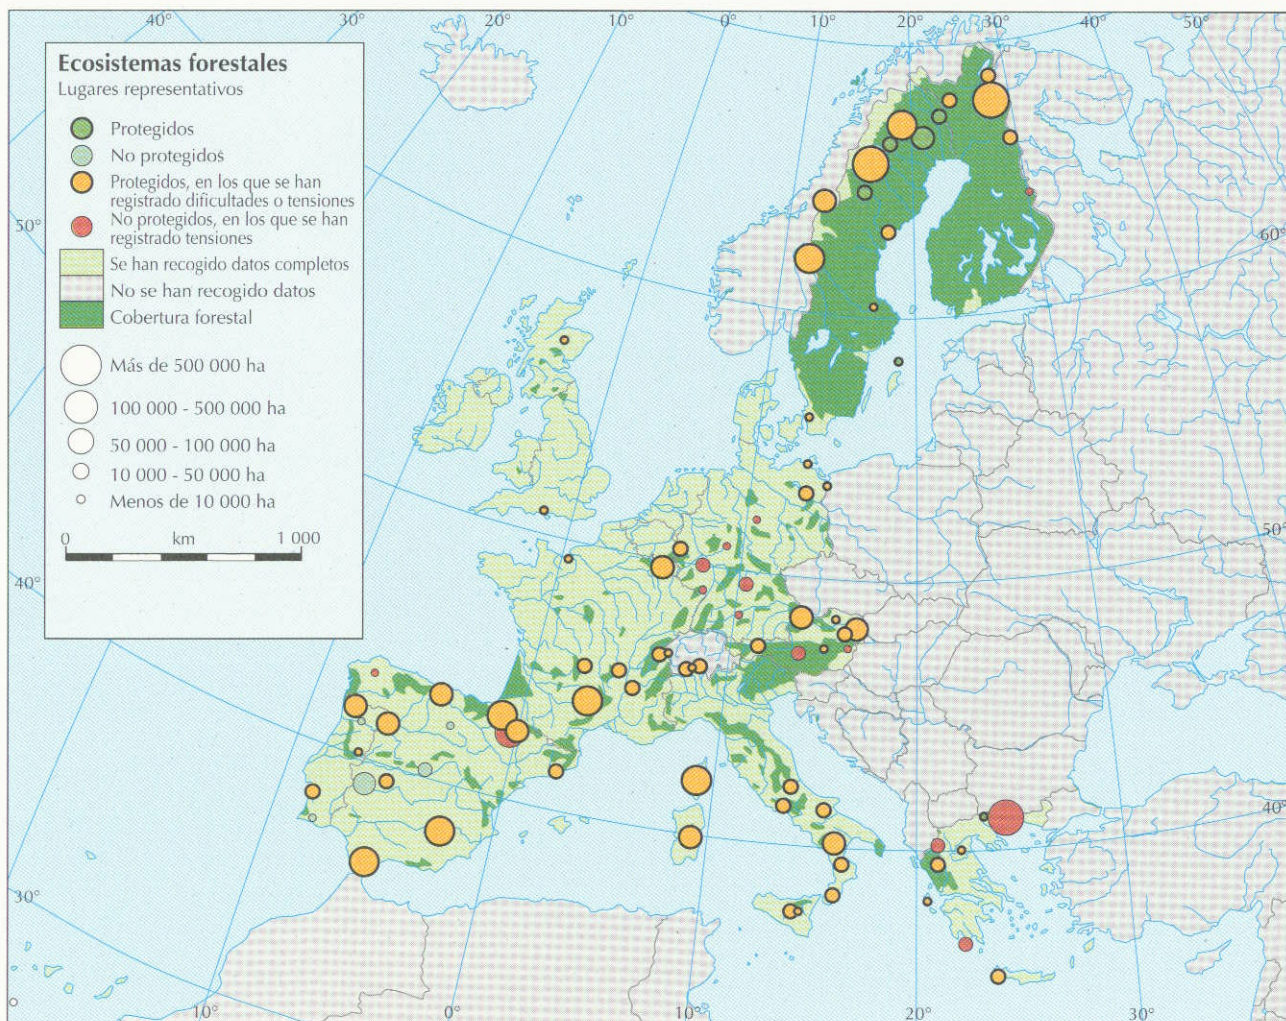 40° 30° 20° 10° 0° 10° 20° 30° 40° 50°
Ecosistemas forestales
Lugares representativos
Protegidos
No protegidos
Protegidos, en los que se han
registrado dificultades o tensiones
No protegidos, en los que se han
registrado tensiones
Se han recogido datos completos
No se han recogido datos
Cobertura forestal
Más de 500 000 ha
100 000 - 500 000 ha
50 000 - 100 000 ha
10 000 - 50 000 ha
Menos de 10 000 ha
0 km 1 000
50°
40°
30°
60°
50°
40°
10° 0° 10° 20° 30°